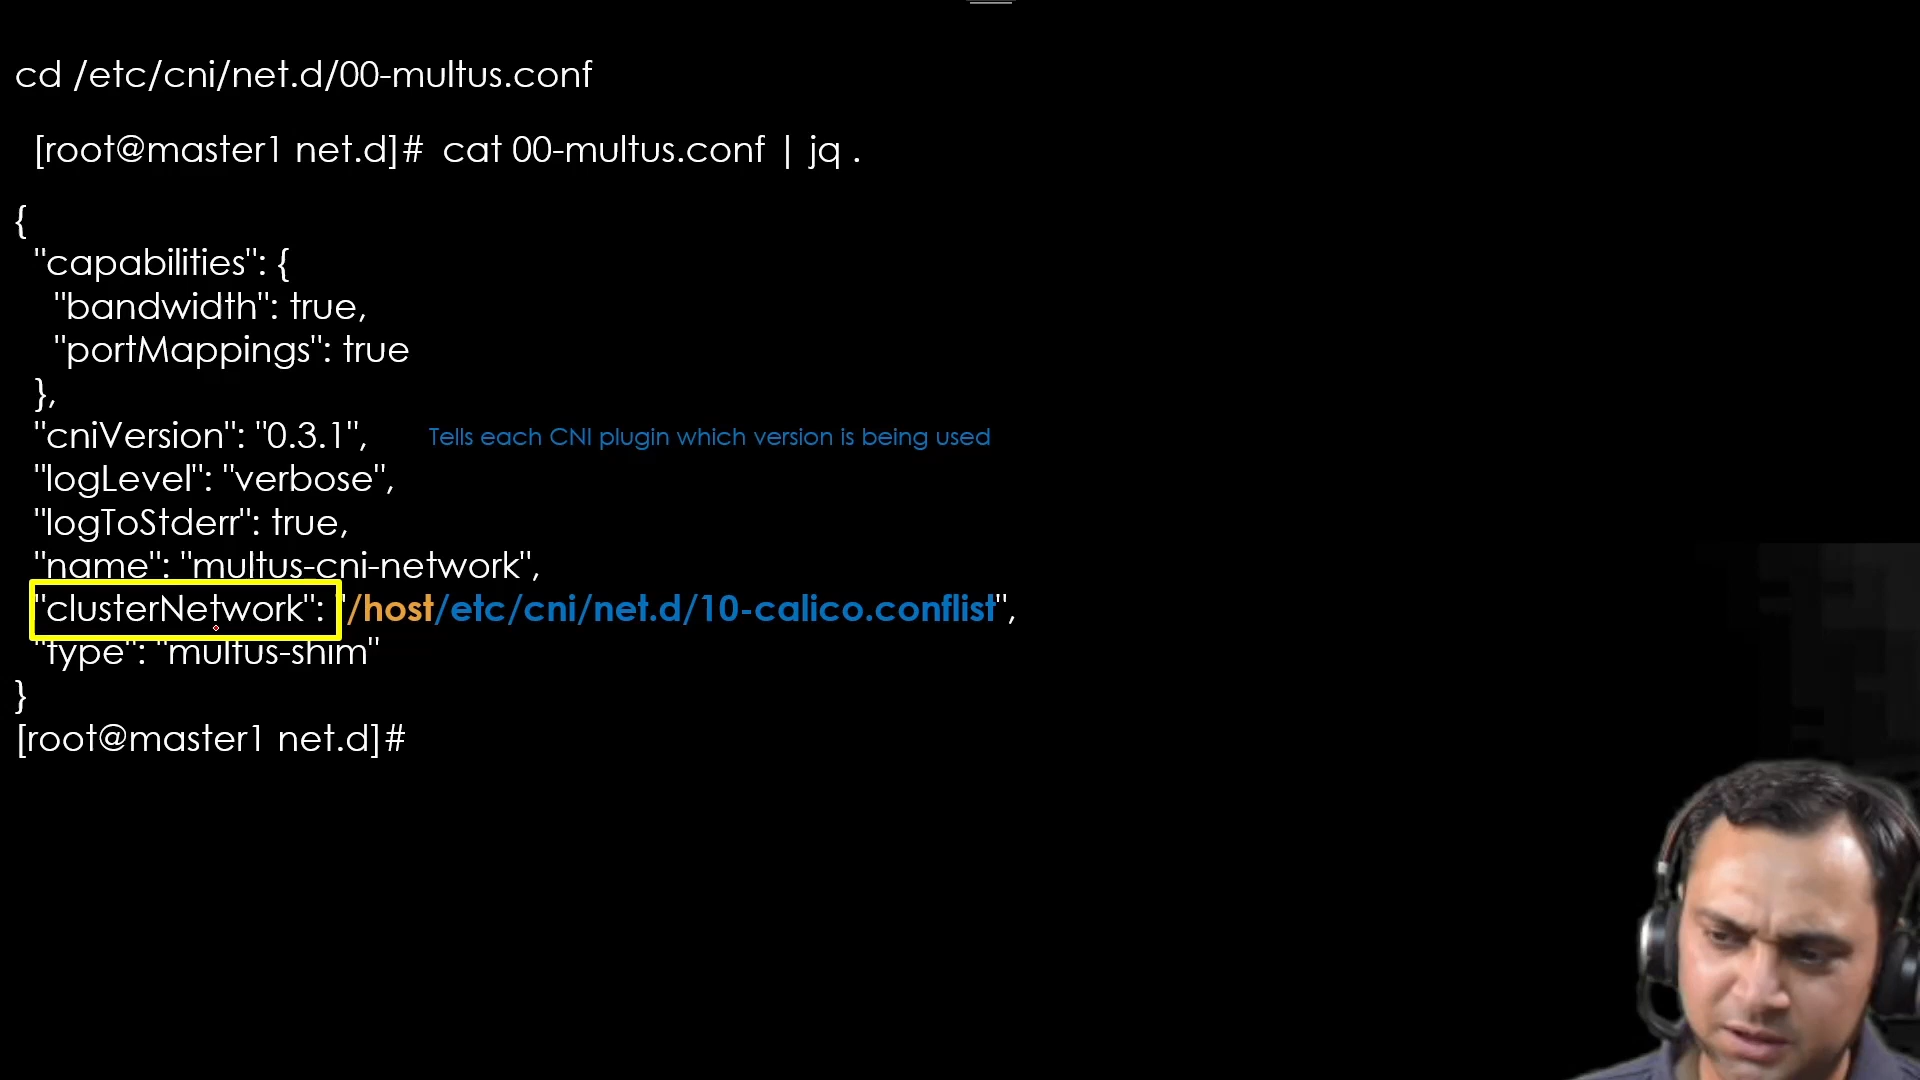 cd /etc/cni/net.d/00-multus.conf
[root@master1 net.d]# cat 00-multus.conf | jq .
{
"capabilities": {
"bandwidth": true,
"portMappings": true
},
"cniVersion": "0.3.1", Tells each CNI plugin which version is being used
"logLevel": "verbose",
"logToStderr": true,
"name": "multus-cni-network",
"clusterNetwork": "/host/etc/cni/net.d/10-calico.conflist",
"type": "multus-shim"
}
[root@master1 net.d]#